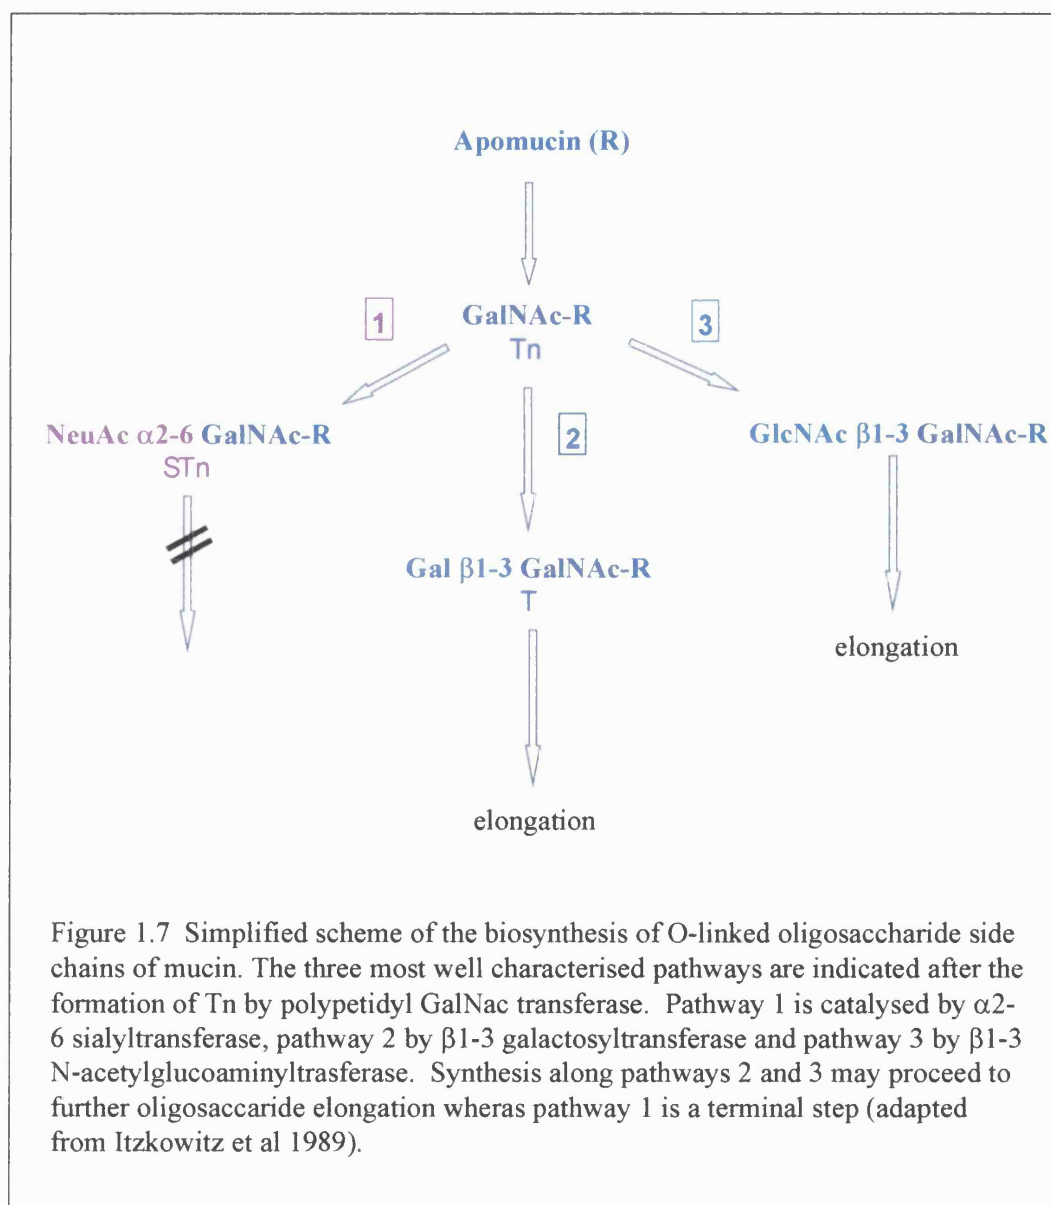 Apomucin (R)
1
GalNAc-R
3
Tn
NeuAc α2-6 GalNAc-R
2
GlcNAc β1-3 GalNAc-R
STn
Gal β1-3 GalNAc-R
T
elongation
elongation
Figure 1.7 Simplified scheme of the biosynthesis of O-linked oligosaccharide side
chains of mucin. The three most well characterised pathways are indicated after the
formation of Tn by polypetidyl GalNac transferase. Pathway 1 is catalysed by α2-
6 sialyltransferase, pathway 2 by β1-3 galactosyltransferase and pathway 3 by β1-3
N-acetylglucoaminyltrasferase. Synthesis along pathways 2 and 3 may proceed to
further oligosaccaride elongation wheras pathway 1 is a terminal step (adapted
from Itzkowitz et al 1989).